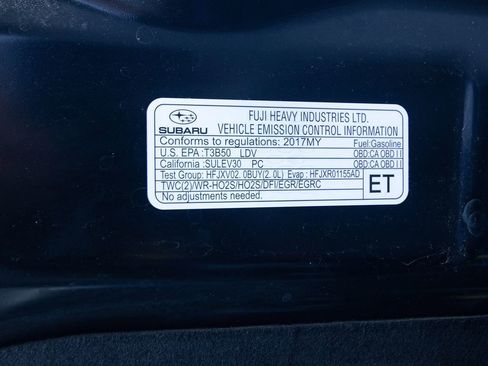 SUBARU
FUJI HEAVY INDUSTRIES LTD.
VEHICLE EMISSION CONTROL INFORMATION
Conforms to regulations: 2017MY Fuel:Gasoline
U.S. EPA :T3B50 LDV OBD:CA OBD II
California :SULEV30 PC OBD:CA OBD II
Test Group: HFJXV02.0BUY(2.0L) Evap : HFJXR01155AD
TWC(2)/WR-HO2S/HO2S/DFI/EGR/EGRC
No adjustments needed.
ET